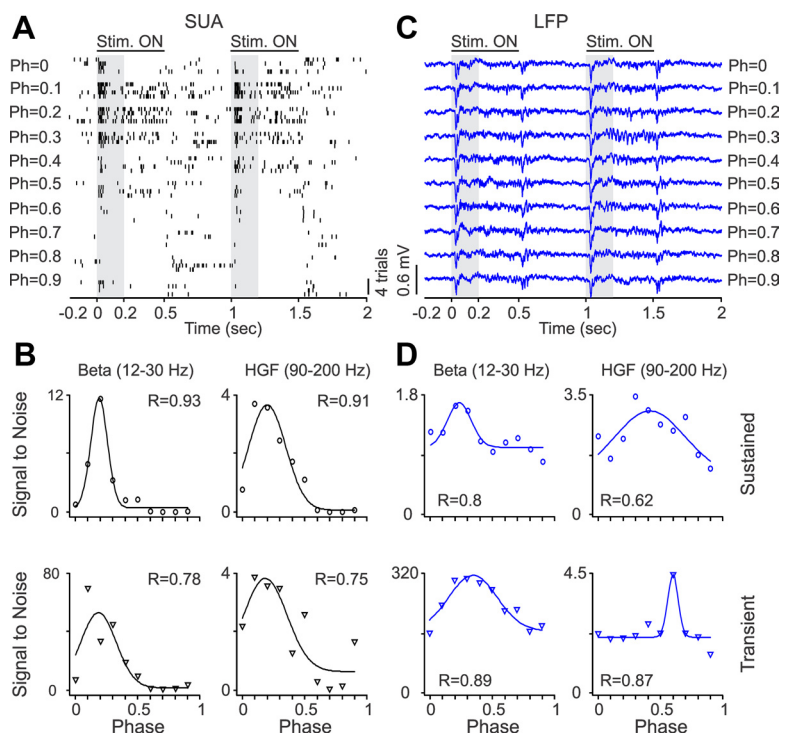 A SUA
Stim. ON Stim. ON
Ph=0
Ph=0.1
Ph=0.2
Ph=0.3
Ph=0.4
Ph=0.5
Ph=0.6
Ph=0.7
Ph=0.8
Ph=0.9
4 trials
-0.2 0 0.2 0.5 1 1.2 1.5 2
Time (sec)
C LFP
Stim. ON Stim. ON
Ph=0
Ph=0.1
Ph=0.2
Ph=0.3
Ph=0.4
Ph=0.5
Ph=0.6
Ph=0.7
Ph=0.8
Ph=0.9
0.6 mV
-0.2 0 0.2 0.5 1 1.2 1.5 2
Time (sec)
B
Beta (12-30 Hz) HGF (90-200 Hz)
Signal to Noise
12
0
R=0.93
4
0
R=0.91
Signal to Noise
80
0
R=0.78
4
0
R=0.75
0 0.5 1 0 0.5 1
Phase Phase
D
Beta (12-30 Hz) HGF (90-200 Hz)
1.8
0
R=0.8
3.5
0
R=0.62
Sustained
320
0
R=0.89
4.5
0
R=0.87
Transient
0 0.5 1 0 0.5 1
Phase Phase